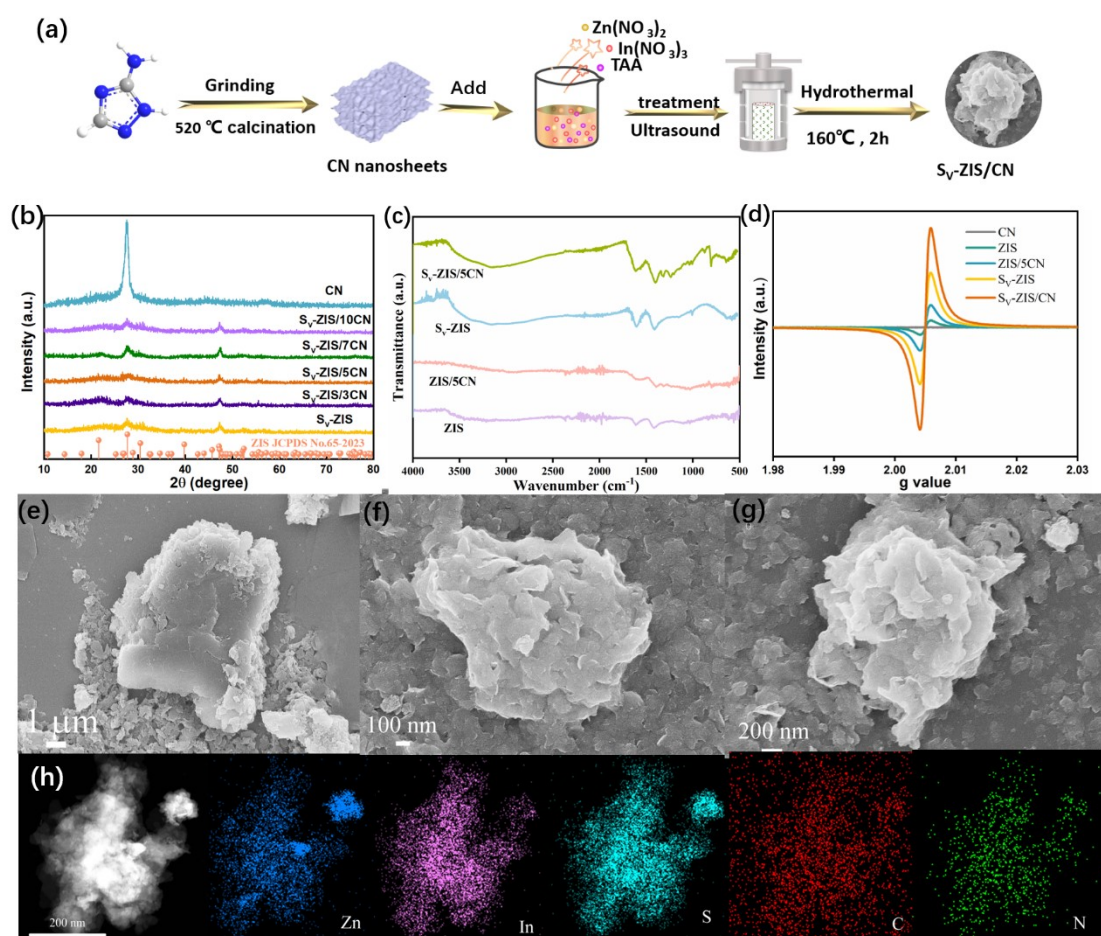 (a)
Zn(NO3)2
In(NO3)3
TAA
Grinding
520 ℃ calcination
CN nanosheets
Add
treatment
Ultrasound
Hydrothermal
160℃ , 2h
SV-ZIS/CN
(b)
Intensity (a.u.)
CN
SV-ZIS/10CN
SV-ZIS/7CN
SV-ZIS/5CN
SV-ZIS/3CN
SV-ZIS
ZIS JCPDS No.65-2023
10 20 30 40 50 60 70 80
2θ (degree)
(c)
Transmittance (a.u.)
Sv-ZIS/5CN
Sv-ZIS
ZIS/5CN
ZIS
4000 3500 3000 2500 2000 1500 1000 500
Wavenumber (cm-1)
(d)
Intensity (a.u.)
CN
ZIS
ZIS/5CN
SV-ZIS
SV-ZIS/CN
1.98 1.99 2.00 2.01 2.02 2.03
g value
(e)
1 μm
(f)
100 nm
(g)
200 nm
(h)
200 nm
Zn
In
S
C
N